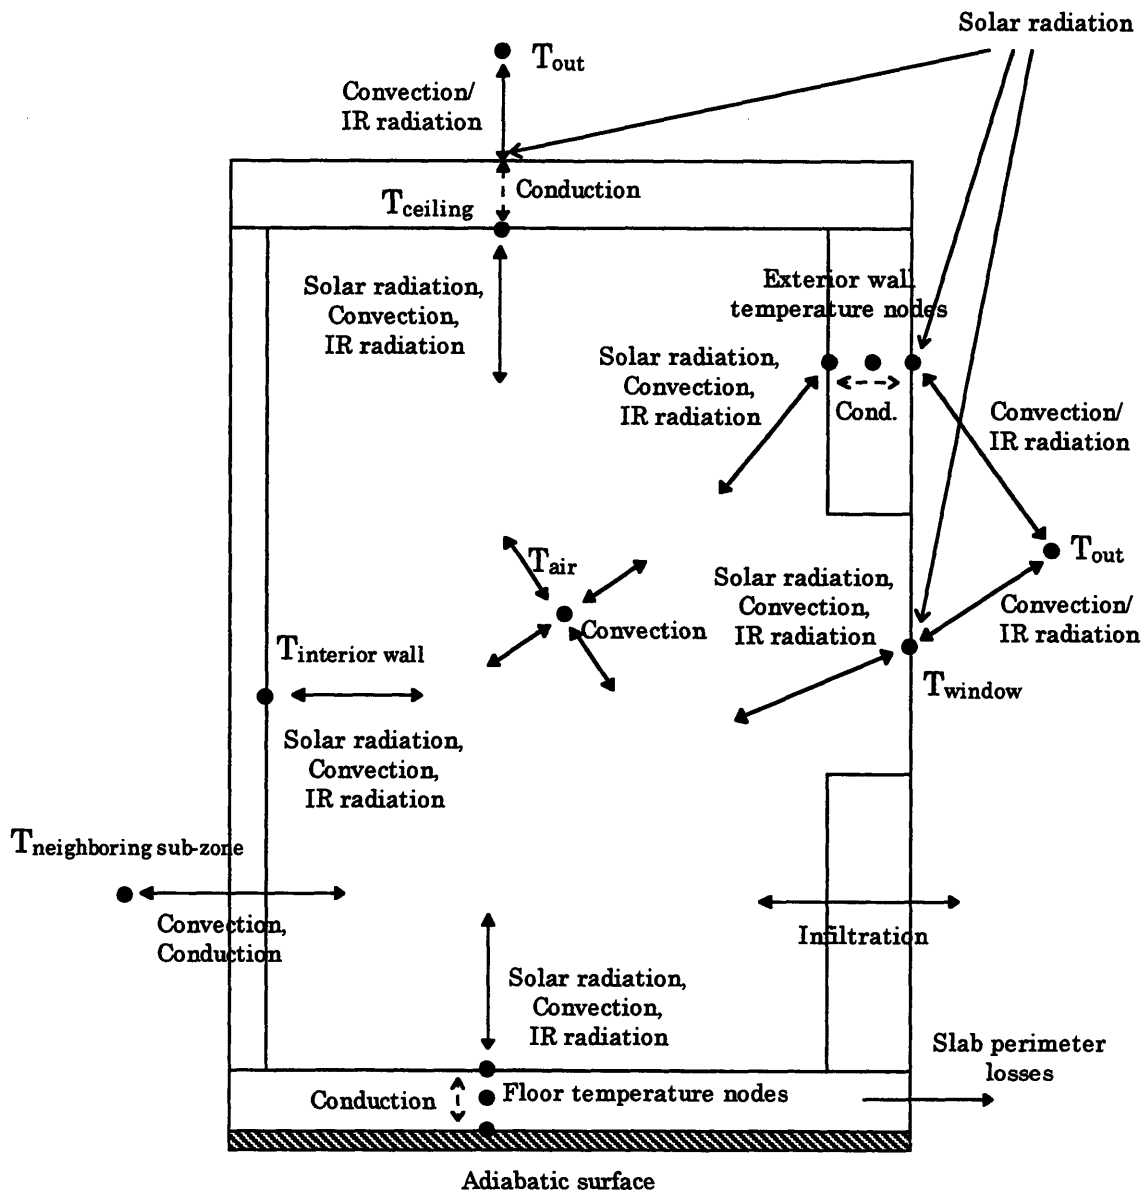 Solar radiation
Tout
Convection/
IR radiation
Conduction
Tceiling
Solar radiation,
Convection,
IR radiation
Exterior wall
temperature nodes
Solar radiation,
Convection,
IR radiation
Cond.
Convection/
IR radiation
Tair
Tout
Solar radiation,
Convection,
IR radiation
Convection/
IR radiation
Convection
Tinterior wall
Twindow
Solar radiation,
Convection,
IR radiation
Tneighboring sub-zone
Convection,
Conduction
Infiltration
Solar radiation,
Convection,
IR radiation
Slab perimeter
losses
Conduction
Floor temperature nodes
Adiabatic surface